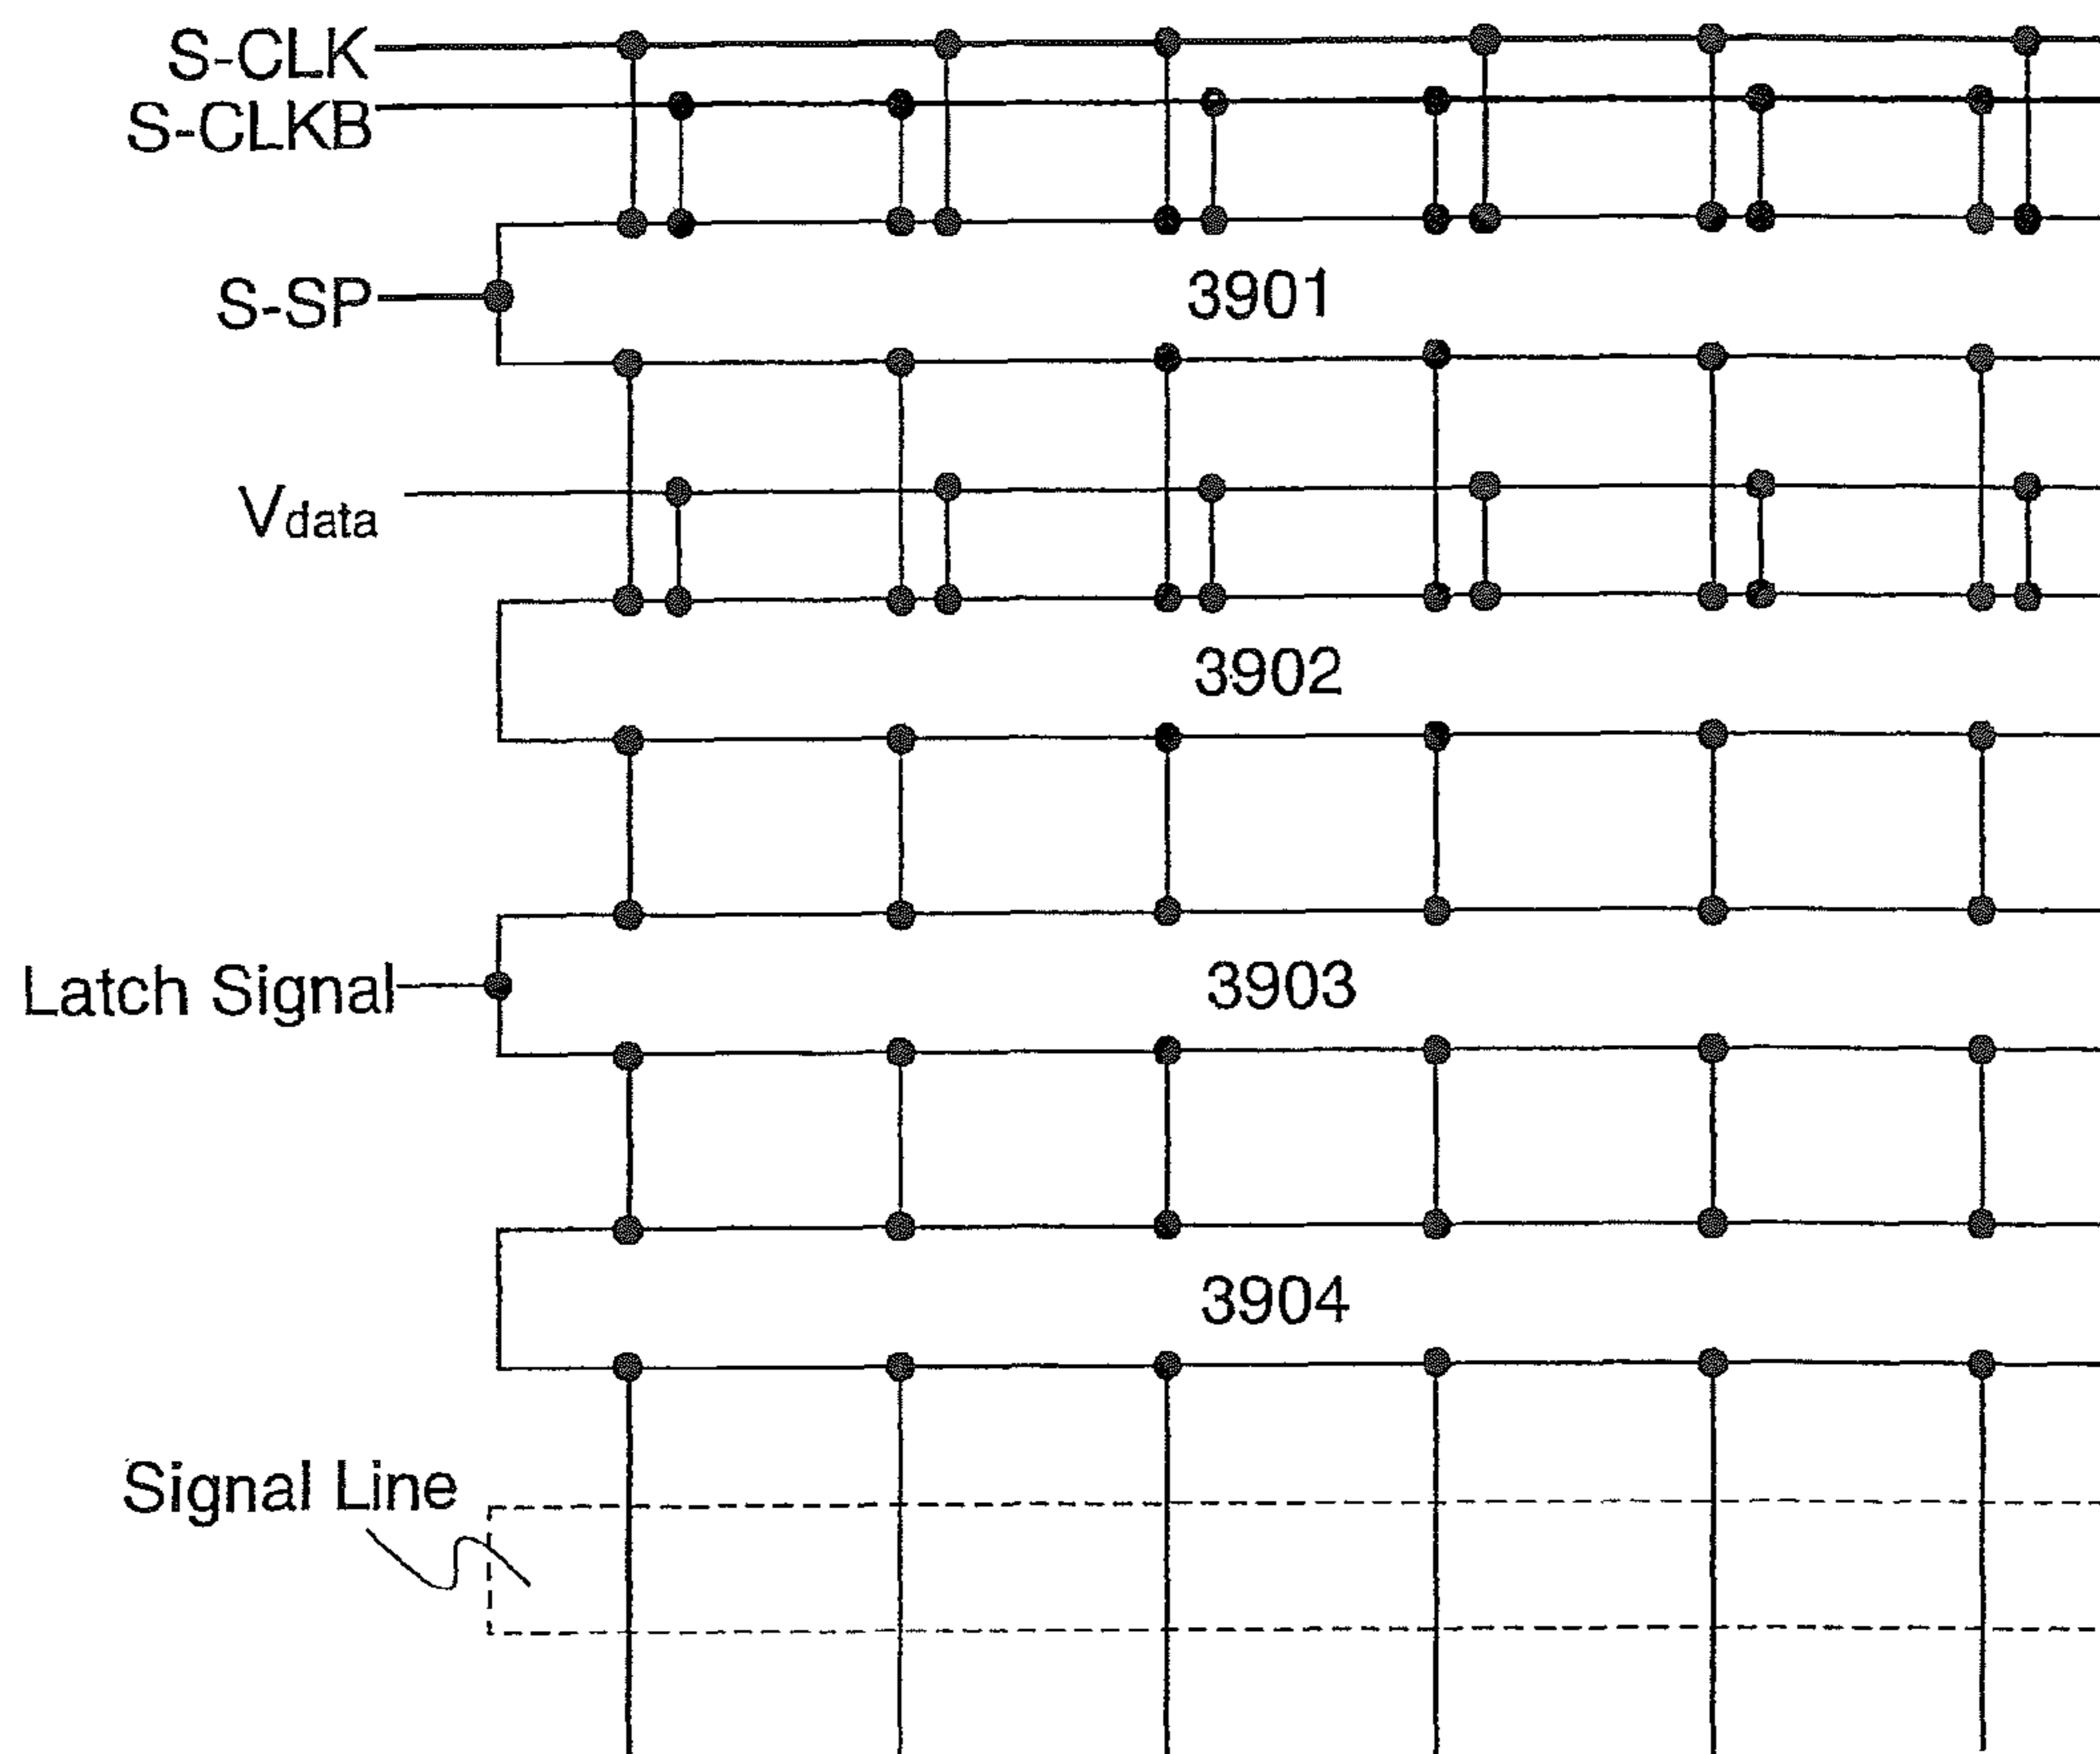 S-CLK
S-CLKB
S-SP
3901
Vdata
3902
Latch Signal
3903
3904
Signal Line